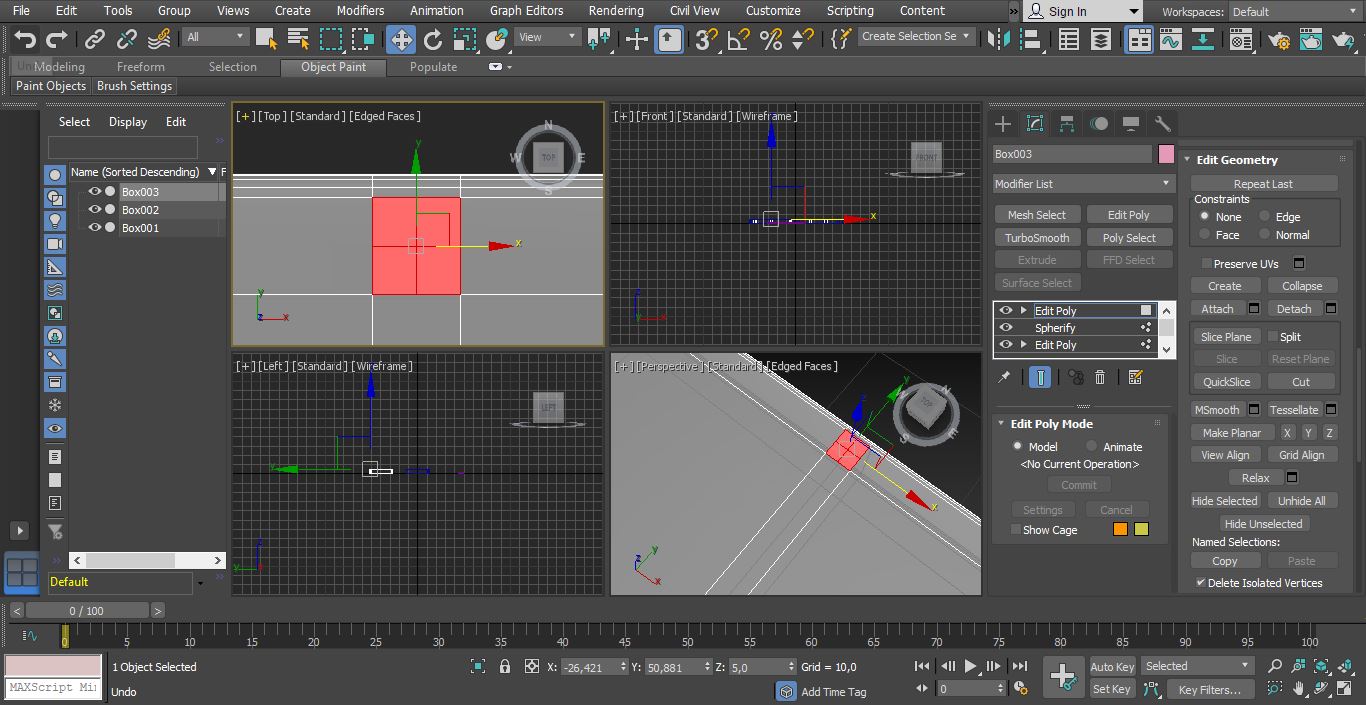 File Edit Tools Group Views Create Modifiers Animation Graph Editors Rendering Civil View Customize Scripting Content » Sign In Workspaces: Default
All View 3 Create Selection Se
Modeling Freeform Selection Object Paint Populate
Paint Objects Brush Settings
Select Display Edit
Name (Sorted Descending) F
Box003
Box002
Box001
Default
[+] [Top] [Standard] [Edged Faces]
N
W TOP E
S
y
x
y
z x
[+] [Front] [Standard] [Wireframe]
FRONT
x
z
y x
[+] [Left] [Standard] [Wireframe]
LEFT
y
z
y x
[+] [Perspective] [Standard] [Edged Faces]
N
TOP
S E
z y
x
z y
x
Box003
Modifier List
Mesh Select Edit Poly
TurboSmooth Poly Select
Extrude FFD Select
Surface Select
Edit Poly
Spherify
Edit Poly
Edit Poly Mode
Model Animate
<No Current Operation>
Commit
Settings Cancel
Show Cage
Edit Geometry
Repeat Last
Constraints
None Edge
Face Normal
Preserve UVs
Create Collapse
Attach Detach
Slice Plane Split
Slice Reset Plane
QuickSlice Cut
MSmooth Tessellate
Make Planar X Y Z
View Align Grid Align
Relax
Hide Selected Unhide All
Hide Unselected
Named Selections:
Copy Paste
Delete Isolated Vertices
< 0 / 100 >
0 5 10 15 20 25 30 35 40 45 50 55 60 65 70 75 80 85 90 95 100
1 Object Selected X: -26,421 Y: 50,881 Z: 5,0 Grid = 10,0 Auto Key Selected
MAXScript Mi
Undo Add Time Tag 0 Set Key Key Filters...